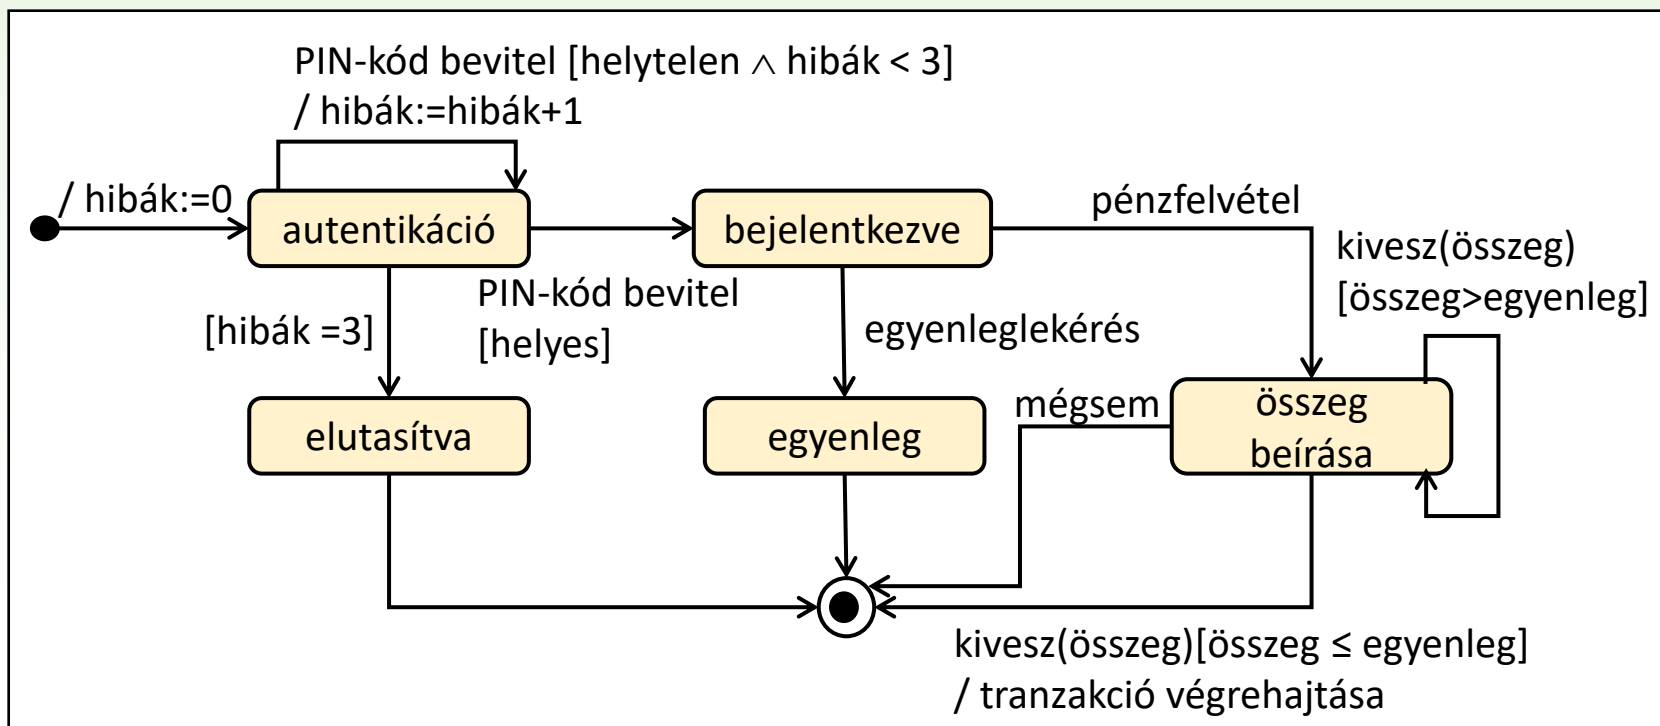 PIN-kód bevitel [helytelen ∧ hibák < 3]
/ hibák:=hibák+1
/ hibák:=0
autentikáció
bejelentkezve
pénzfelvétel
kivesz(összeg)
[összeg>egyenleg]
PIN-kód bevitel
[helyes]
[hibák =3]
egyenleglekérés
elutasítva
egyenleg
mégsem
összeg
beírása
kivesz(összeg)[összeg ≤ egyenleg]
/ tranzakció végrehajtása